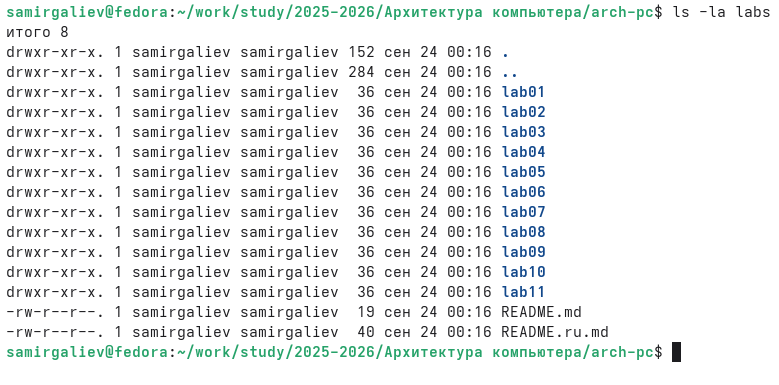 samirgaliev@fedora:~/work/study/2025-2026/Архитектура компьютера/arch-pc$ ls -la labs
итого 8
drwxr-xr-x. 1 samirgaliev samirgaliev 152 сен 24 00:16 .
drwxr-xr-x. 1 samirgaliev samirgaliev 284 сен 24 00:16 ..
drwxr-xr-x. 1 samirgaliev samirgaliev  36 сен 24 00:16 lab01
drwxr-xr-x. 1 samirgaliev samirgaliev  36 сен 24 00:16 lab02
drwxr-xr-x. 1 samirgaliev samirgaliev  36 сен 24 00:16 lab03
drwxr-xr-x. 1 samirgaliev samirgaliev  36 сен 24 00:16 lab04
drwxr-xr-x. 1 samirgaliev samirgaliev  36 сен 24 00:16 lab05
drwxr-xr-x. 1 samirgaliev samirgaliev  36 сен 24 00:16 lab06
drwxr-xr-x. 1 samirgaliev samirgaliev  36 сен 24 00:16 lab07
drwxr-xr-x. 1 samirgaliev samirgaliev  36 сен 24 00:16 lab08
drwxr-xr-x. 1 samirgaliev samirgaliev  36 сен 24 00:16 lab09
drwxr-xr-x. 1 samirgaliev samirgaliev  36 сен 24 00:16 lab10
drwxr-xr-x. 1 samirgaliev samirgaliev  36 сен 24 00:16 lab11
-rw-r--r--. 1 samirgaliev samirgaliev  19 сен 24 00:16 README.md
-rw-r--r--. 1 samirgaliev samirgaliev  40 сен 24 00:16 README.ru.md
samirgaliev@fedora:~/work/study/2025-2026/Архитектура компьютера/arch-pc$